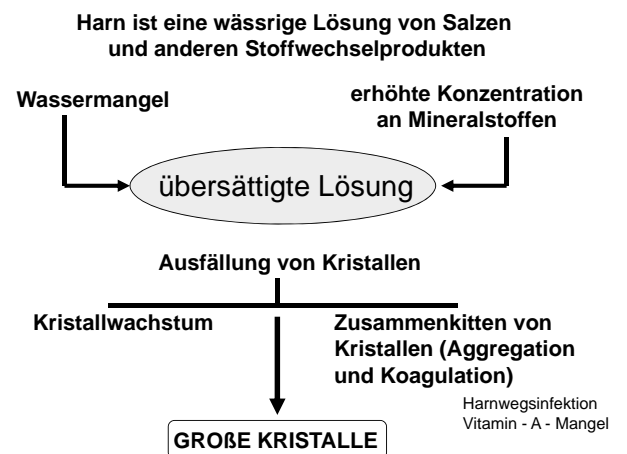 Harn ist eine wässrige Lösung von Salzen
und anderen Stoffwechselprodukten
Wassermangel
erhöhte Konzentration
an Mineralstoffen
übersättigte Lösung
Ausfällung von Kristallen
Kristallwachstum
Zusammenkitten von
Kristallen (Aggregation
und Koagulation)
Harnwegsinfektion
Vitamin - A - Mangel
GROßE KRISTALLE